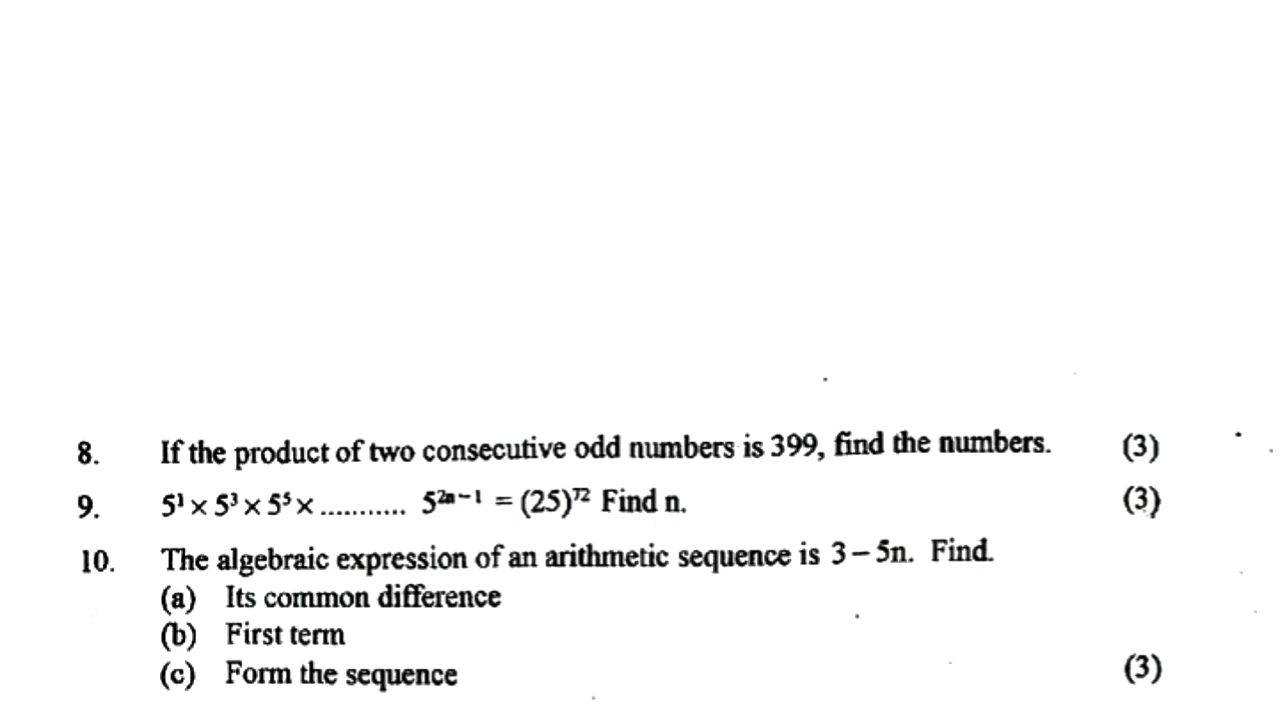 8. If the product of two consecutive odd numbers is 399, find the numbers. (3)
9. 5¹ × 5³ × 5⁵ × ........... 5²ⁿ⁻¹ = (25)⁷² Find n. (3)
10. The algebraic expression of an arithmetic sequence is 3 – 5n. Find.
(a) Its common difference
(b) First term
(c) Form the sequence (3)